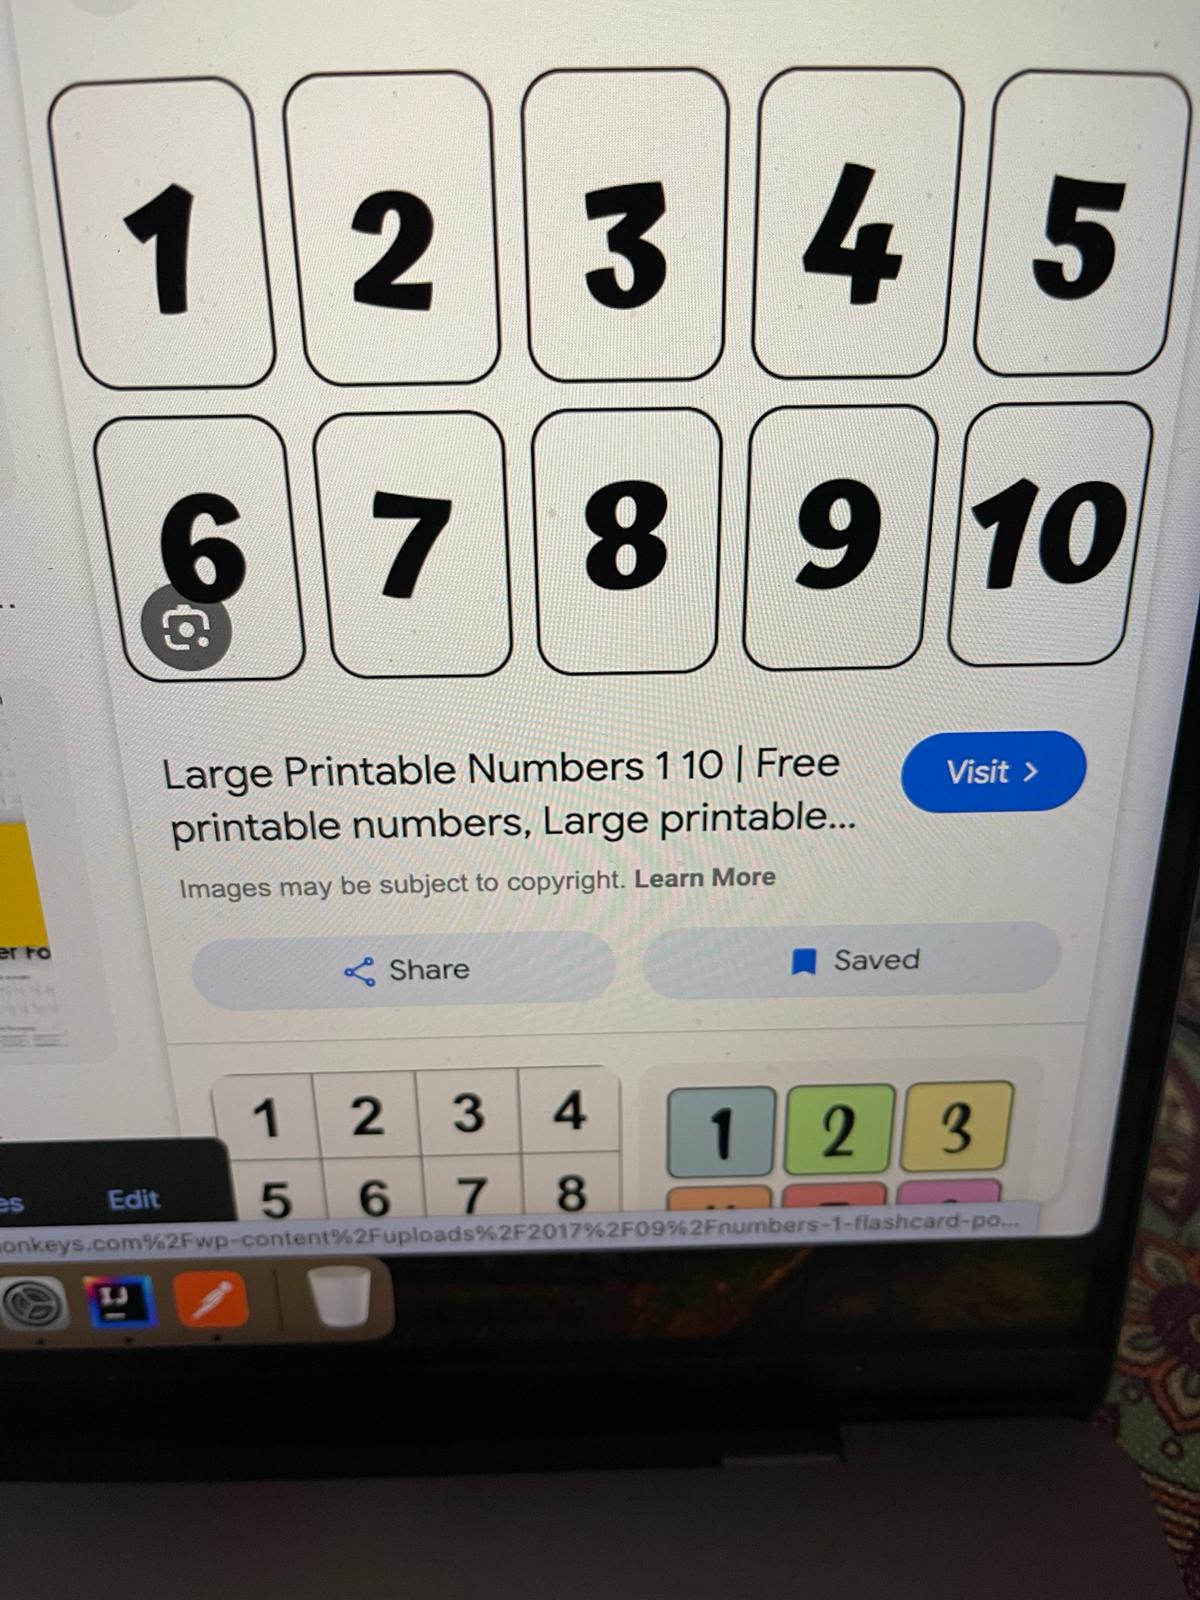 1 2 3 4 5
6 7 8 9 10
Large Printable Numbers 1 10 | Free
printable numbers, Large printable...
Visit >
Images may be subject to copyright. Learn More
Share
Saved
er Fo
1 2 3 4
5 6 7 8
1 2 3
es Edit
onkeys.com%2Fwp-content%2Fuploads%2F2017%2F09%2Fnumbers-1-flashcard-po...
IJ